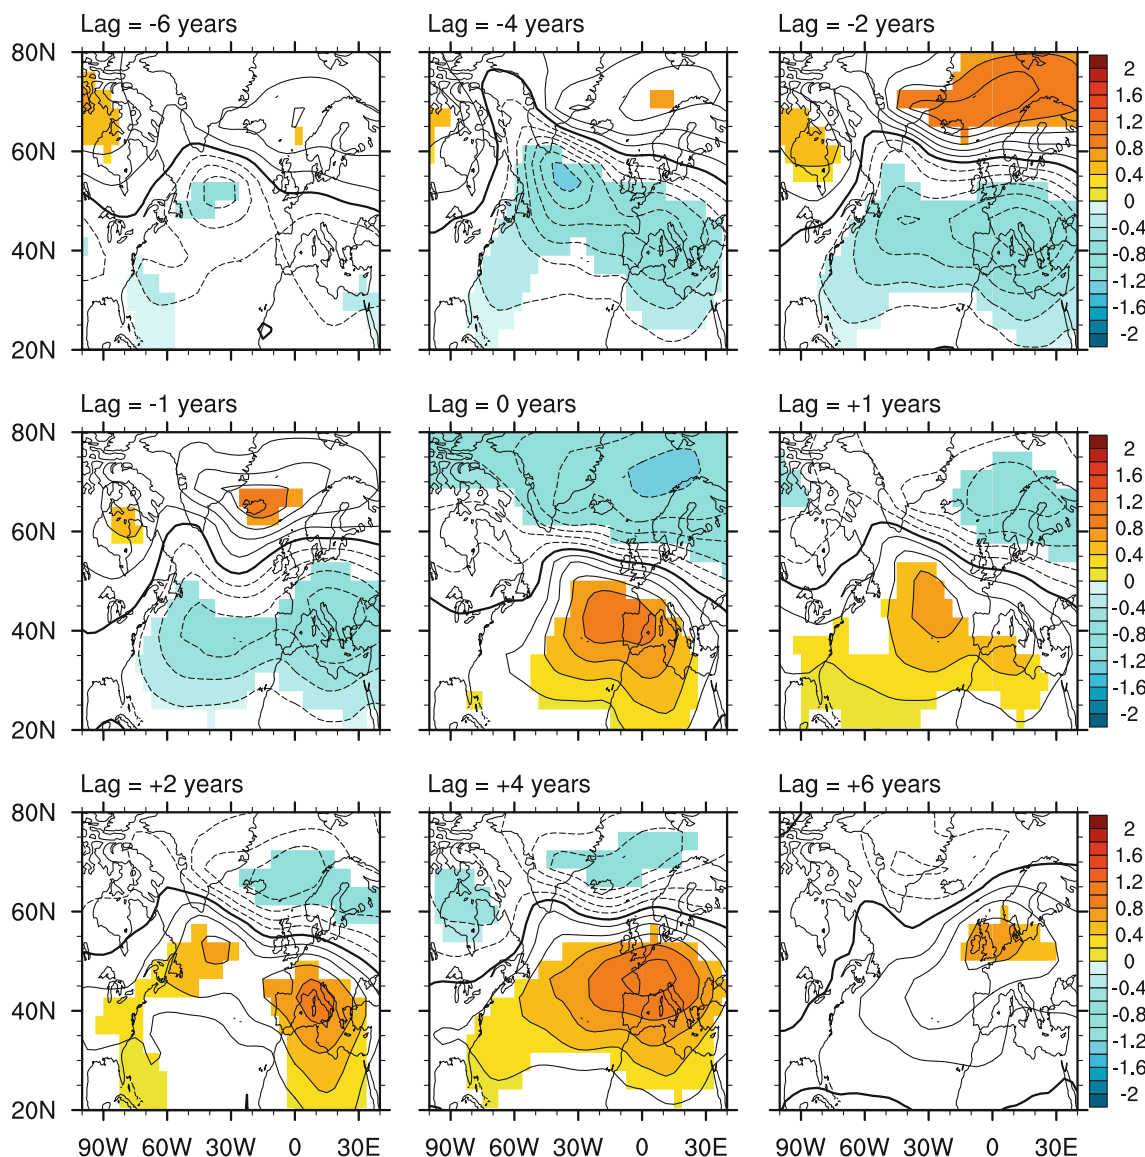 Lag = -6 years
Lag = -4 years
Lag = -2 years
80N
60N
40N
20N
2
1.6
1.2
0.8
0.4
0
-0.4
-0.8
-1.2
-1.6
-2
Lag = -1 years
Lag = 0 years
Lag = +1 years
80N
60N
40N
20N
2
1.6
1.2
0.8
0.4
0
-0.4
-0.8
-1.2
-1.6
-2
Lag = +2 years
Lag = +4 years
Lag = +6 years
80N
60N
40N
20N
2
1.6
1.2
0.8
0.4
0
-0.4
-0.8
-1.2
-1.6
-2
90W 60W 30W 0 30E 90W 60W 30W 0 30E 90W 60W 30W 0 30E